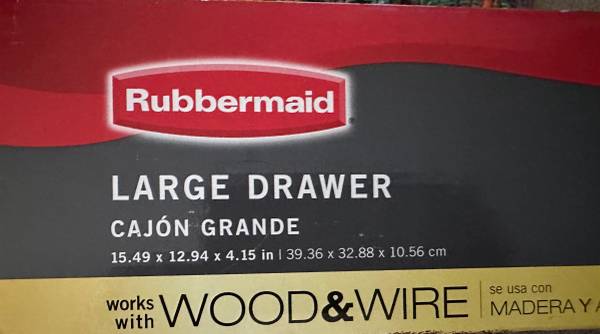 Rubbermaid
LARGE DRAWER
CAJÓN GRANDE
15.49 x 12.94 x 4.15 in | 39.36 x 32.88 x 10.56 cm
works with WOOD&WIRE
se usa con
MADERA Y